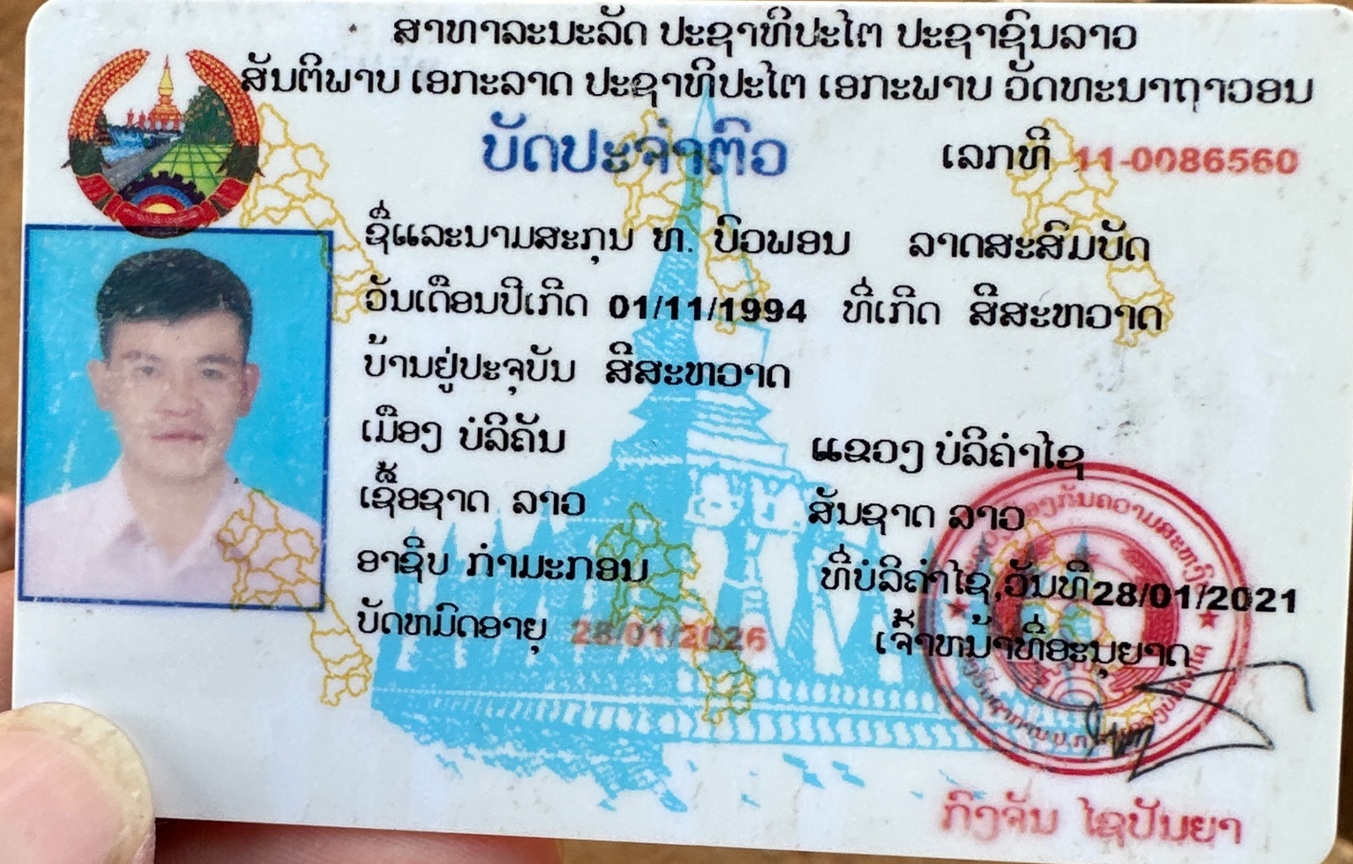 ສາທາລະນະລັດ ປະຊາທິປະໄຕ ປະຊາຊົນລາວ
ສັນຕິພາບ ເອກະລາດ ປະຊາທິປະໄຕ ເອກະພາບ ວັດທະນາຖາວອນ
ບັດປະຈຳຕົວ ເລກທີ 11-0086560
ຊື່ແລະນາມສະກຸນ ທ. ບົວພອນ ລາດສະສົມບັດ
ວັນເດືອນປີເກີດ 01/11/1994 ທີ່ເກີດ ສີສະຫວາດ
ບ້ານຢູ່ປະຈຸບັນ ສີສະຫວາດ
ເມືອງ ບໍລິຄັນ ແຂວງ ບໍລິຄຳໄຊ
ເຊື້ອຊາດ ລາວ ສັນຊາດ ລາວ
ອາຊີບ ກຳມະກອນ ທີ່ບໍລິຄຳໄຊ,ວັນທີ28/01/2021
ບັດຫມົດອາຍຸ 28/01/2026 ເຈົ້າຫນ້າທີ່ອະນຸຍາດ
ກົງຈັນ ໄຊປັນຍາ